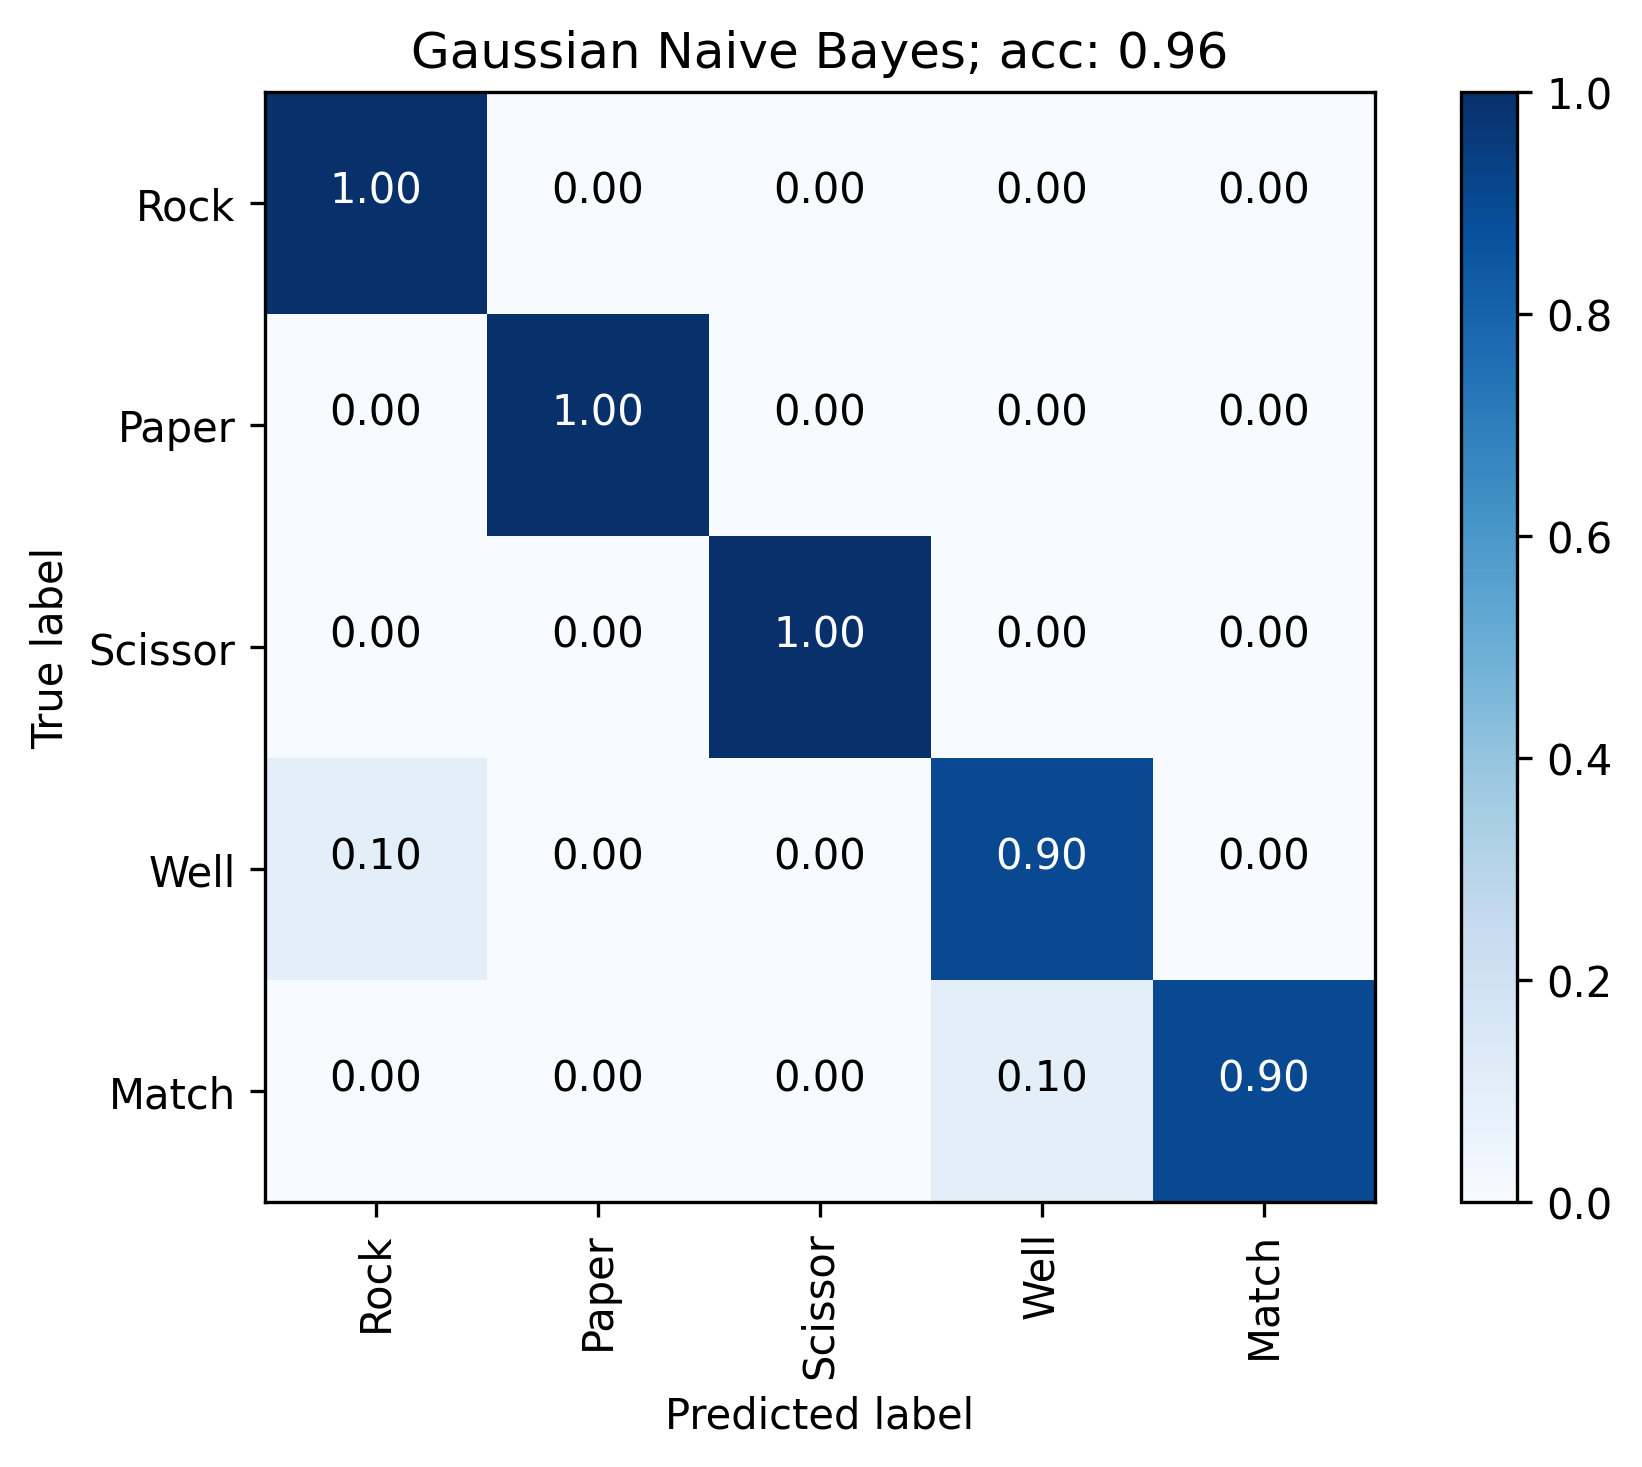 Gaussian Naive Bayes; acc: 0.96
True label
Rock 1.00 0.00 0.00 0.00 0.00
Paper 0.00 1.00 0.00 0.00 0.00
Scissor 0.00 0.00 1.00 0.00 0.00
Well 0.10 0.00 0.00 0.90 0.00
Match 0.00 0.00 0.00 0.10 0.90
Rock Paper Scissor Well Match
Predicted label
1.0
0.8
0.6
0.4
0.2
0.0